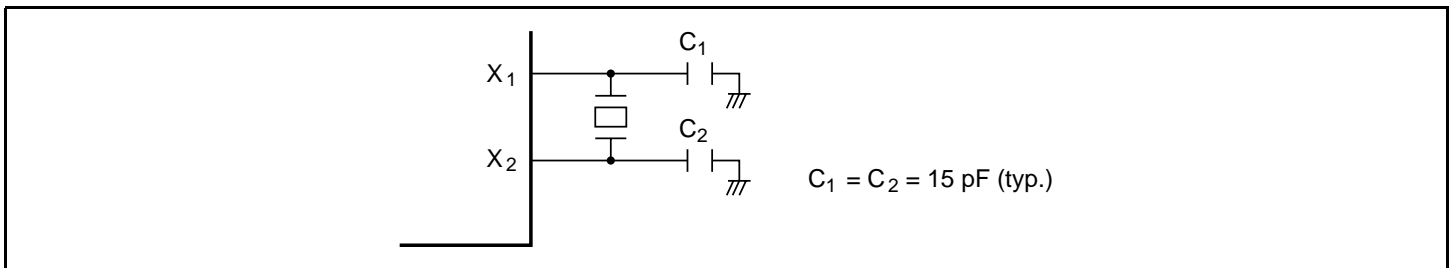 C1
X1
C2
X2
C1 = C2 = 15 pF (typ.)